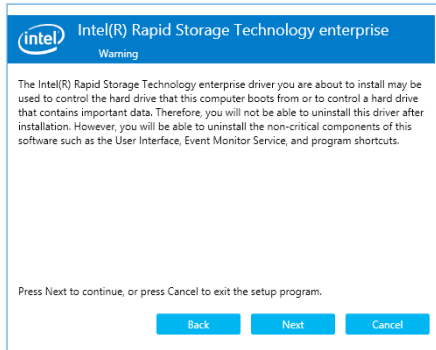 intel
Intel(R) Rapid Storage Technology enterprise
Warning
The Intel(R) Rapid Storage Technology enterprise driver you are about to install may be
used to control the hard drive that this computer boots from or to control a hard drive
that contains important data. Therefore, you will not be able to uninstall this driver after
installation. However, you will be able to uninstall the non-critical components of this
software such as the User Interface, Event Monitor Service, and program shortcuts.
Press Next to continue, or press Cancel to exit the setup program.
Back Next Cancel